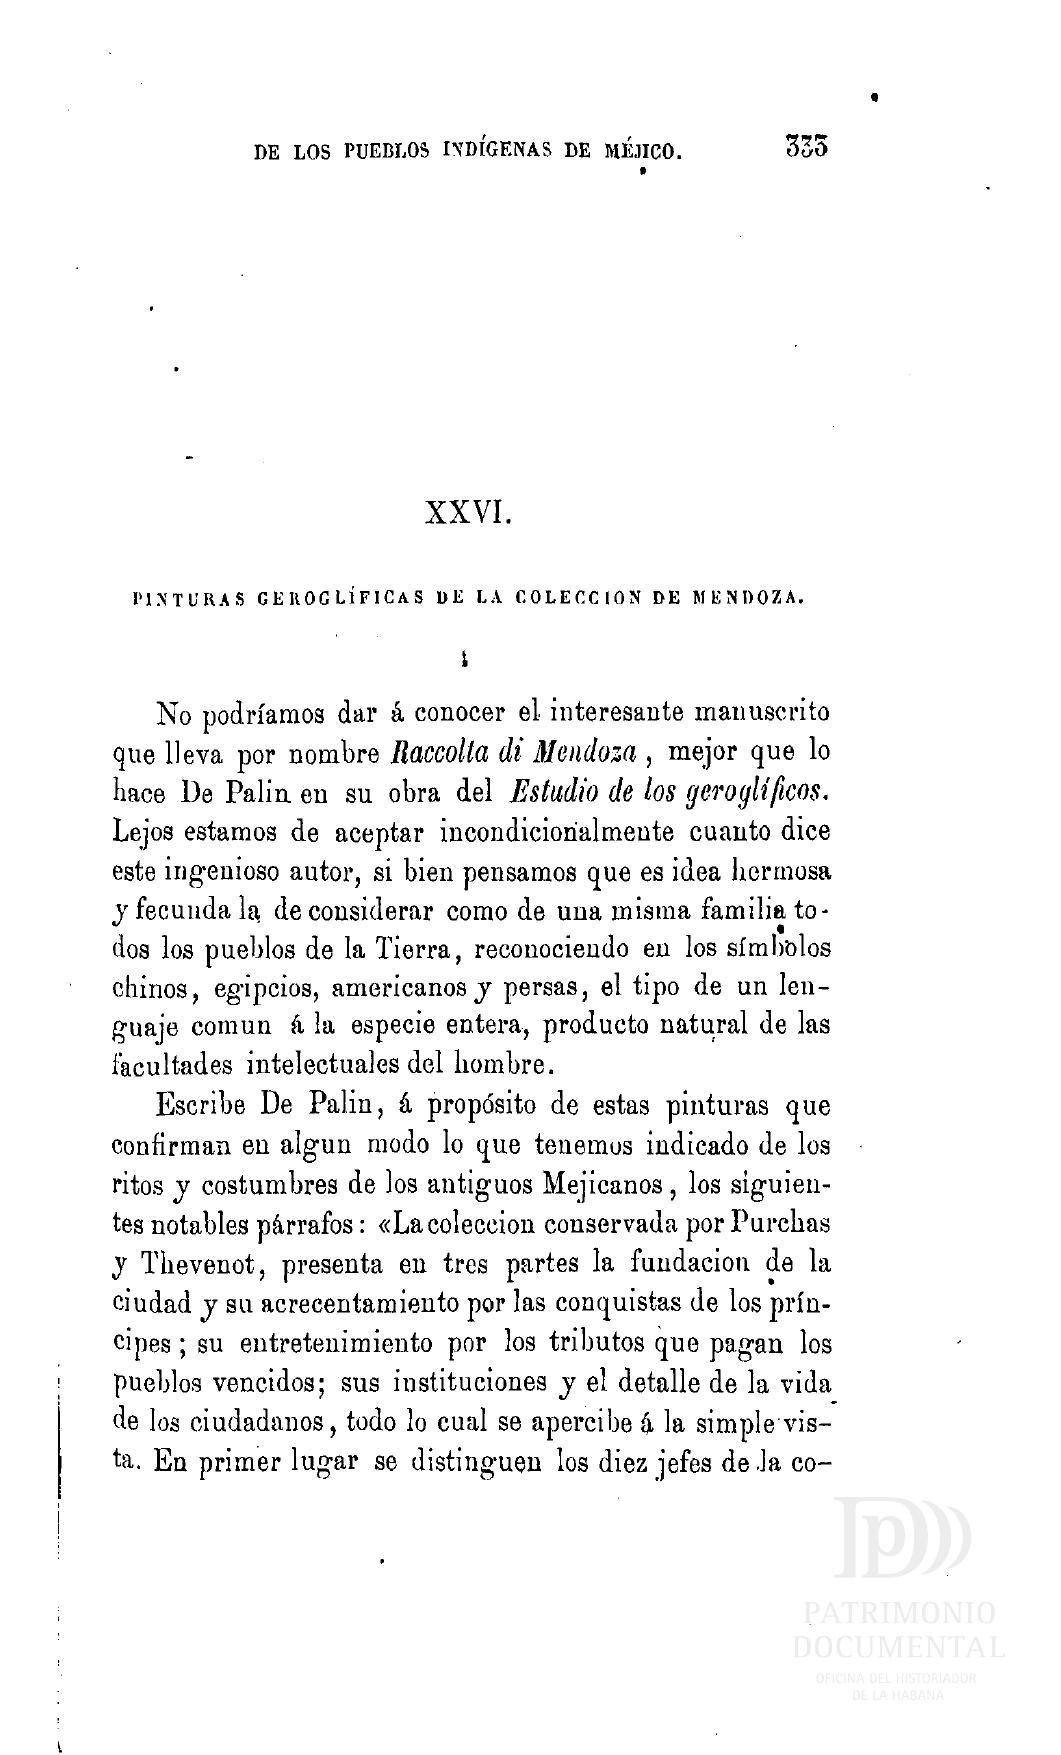 DE LOS PUEBLOS INDÍGENAS DE MÉJICO. 333
XXVI.
PINTURAS GEROGLÍFICAS DE LA COLECCION DE MENDOZA.
No podríamos dar á conocer el interesante manuscrito
que lleva por nombre Raccolta di Mendoza, mejor que lo
hace De Palin en su obra del Estudio de los geroglíficos.
Lejos estamos de aceptar incondicionalmente cuanto dice
este ingenioso autor, si bien pensamos que es idea hermosa
y fecunda la de considerar como de una misma familia to-
dos los pueblos de la Tierra, reconociendo en los símbolos
chinos, egipcios, americanos y persas, el tipo de un len-
guaje comun á la especie entera, producto natural de las
facultades intelectuales del hombre.
Escribe De Palin, á propósito de estas pinturas que
confirman en algun modo lo que tenemos indicado de los
ritos y costumbres de los antiguos Mejicanos, los siguien-
tes notables párrafos: «La coleccion conservada por Purchas
y Thevenot, presenta en tres partes la fundacion de la
ciudad y su acrecentamiento por las conquistas de los prín-
cipes; su entretenimiento por los tributos que pagan los
pueblos vencidos; sus instituciones y el detalle de la vida
de los ciudadanos, todo lo cual se apercibe á la simple vis-
ta. En primer lugar se distinguen los diez jefes de la co-
PATRIMONIO
DOCUMENTAL
OFICINA DEL HISTORIADOR
DE LA HABANA